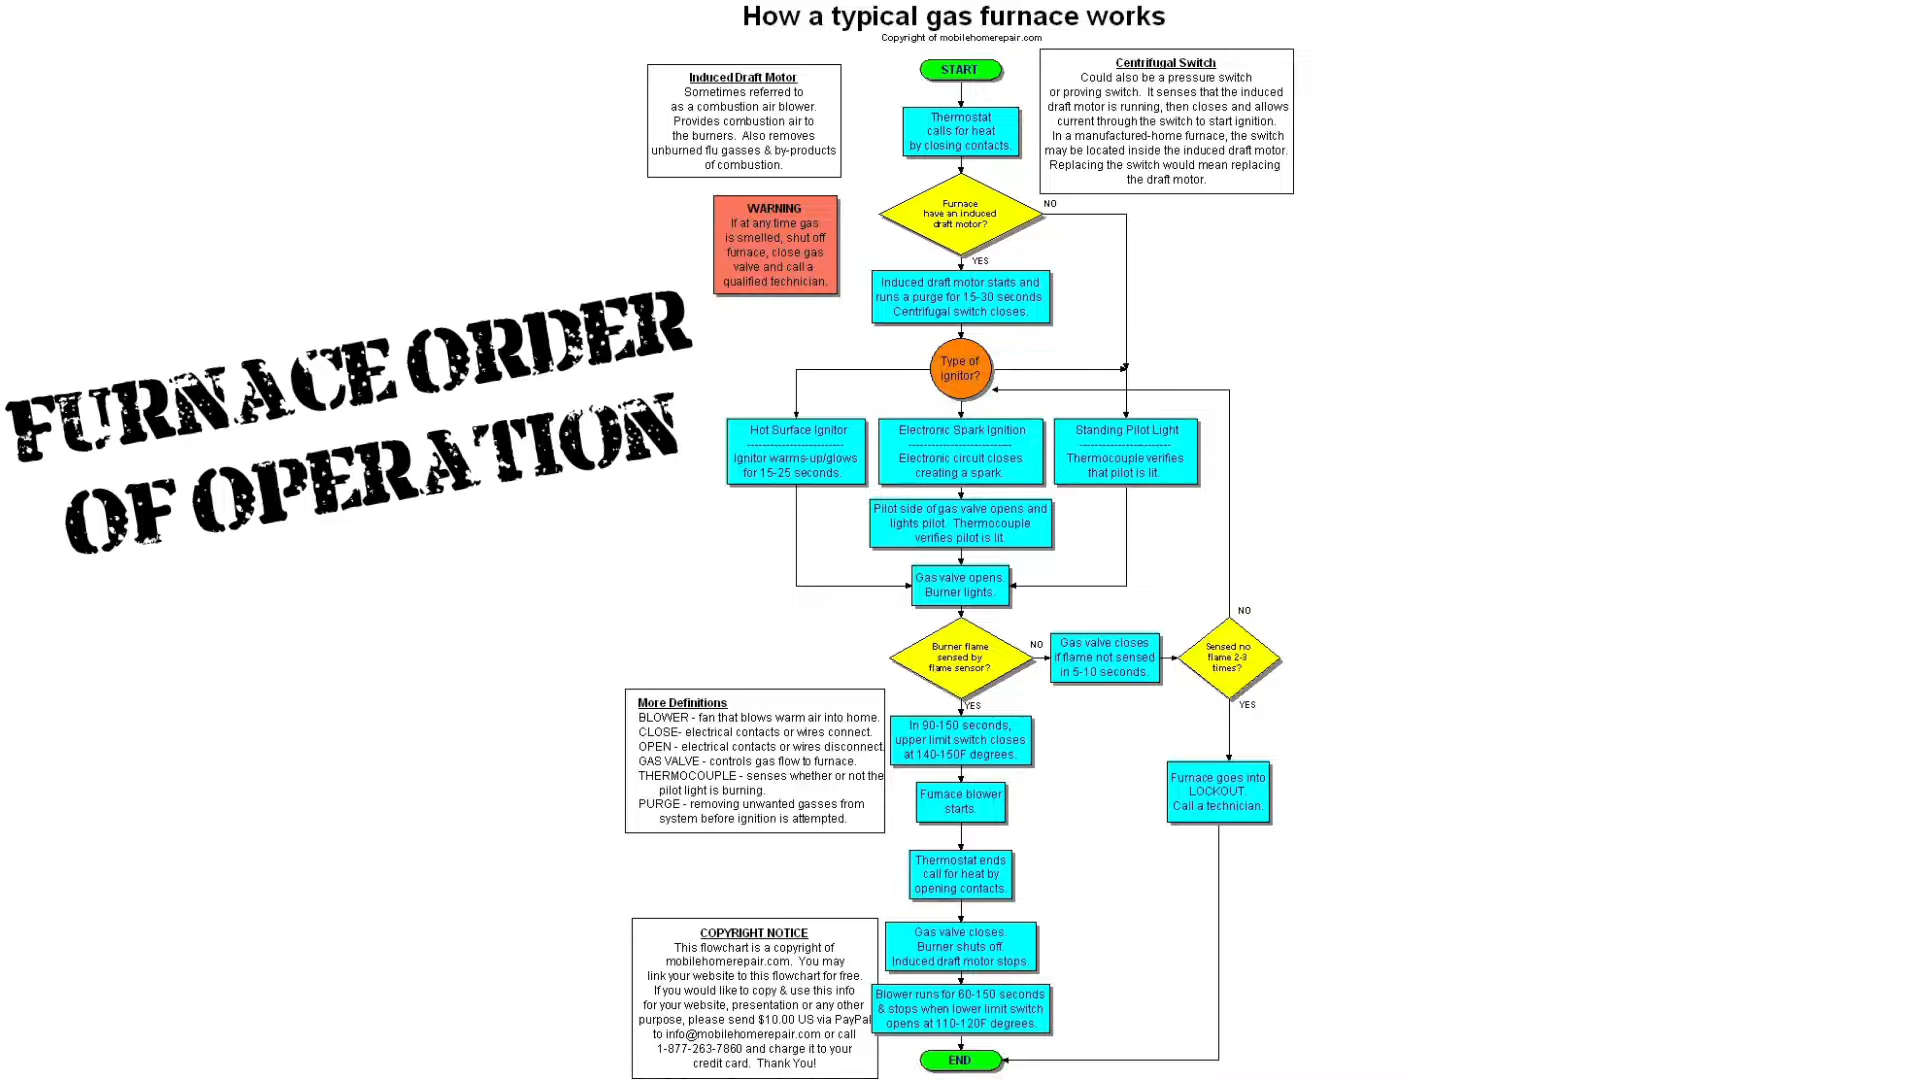 How a typical gas furnace works
Copyright of mobilehomerepair.com
Induced Draft Motor
Sometimes referred to
as a combustion air blower.
Provides combustion air to
the burners. Also removes
unburned flu gasses & by-products
of combustion.
START
Centrifugal Switch
Could also be a pressure switch
or proving switch. It senses that the induced
draft motor is running, then closes and allows
current through the switch to start ignition.
In a manufactured-home furnace, the switch
may be located inside the induced draft motor.
Replacing the switch would mean replacing
the draft motor.
Thermostat
calls for heat
by closing contacts.
WARNING
If at any time gas
is smelled, shut off
furnace, close gas
valve and call a
qualified technician.
Furnace
have an induced
draft motor?
NO
YES
Induced draft motor starts and
runs a purge for 15-30 seconds
Centrifugal switch closes.
FURNACE ORDER
OF OPERATION
Type of
ignitor?
Hot Surface Ignitor
Ignitor warms-up/glows
for 15-25 seconds.
Electronic Spark Ignition
Electronic circuit closes
creating a spark.
Standing Pilot Light
Thermocouple verifies
that pilot is lit.
Pilot side of gas valve opens and
lights pilot. Thermocouple
verifies pilot is lit.
Gas valve opens.
Burner lights.
Burner flame
sensed by
flame sensor?
NO
Gas valve closes
if flame not sensed
in 5-10 seconds.
Sensed no
flame 2-3
times?
NO
YES
YES
More Definitions
BLOWER - fan that blows warm air into home.
CLOSE- electrical contacts or wires connect.
OPEN - electrical contacts or wires disconnect.
GAS VALVE - controls gas flow to furnace.
THERMOCOUPLE - senses whether or not the
pilot light is burning.
PURGE - removing unwanted gasses from
system before ignition is attempted.
In 90-150 seconds,
upper limit switch closes
at 140-150F degrees.
Furnace blower
starts.
Furnace goes into
LOCKOUT.
Call a technician.
Thermostat ends
call for heat by
opening contacts.
COPYRIGHT NOTICE
This flowchart is a copyright of
mobilehomerepair.com. You may
link your website to this flowchart for free.
If you would like to copy & use this info
for your website, presentation or any other
purpose, please send $10.00 US via PayPal
to info@mobilehomerepair.com or call
1-877-263-7860 and charge it to your
credit card. Thank You!
Gas valve closes.
Burner shuts off.
Induced draft motor stops.
Blower runs for 60-150 seconds
& stops when lower limit switch
opens at 110-120F degrees.
END